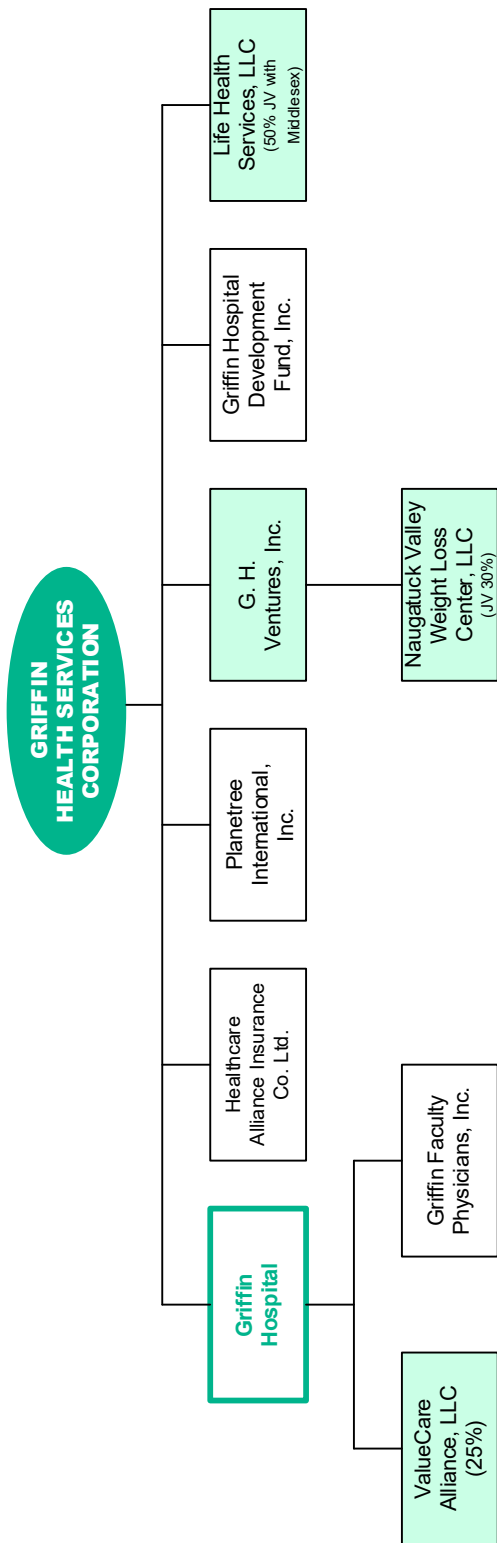 GRIFFIN
HEALTH SERVICES
CORPORATION
Griffin
Hospital
Healthcare
Alliance Insurance
Co. Ltd.
Planetree
International,
Inc.
G. H.
Ventures, Inc.
Griffin Hospital
Development
Fund, Inc.
Life Health
Services, LLC
(50% JV with
Middlesex)
ValueCare
Alliance, LLC
(25%)
Griffin Faculty
Physicians, Inc.
Naugatuck Valley
Weight Loss
Center, LLC
(JV 30%)